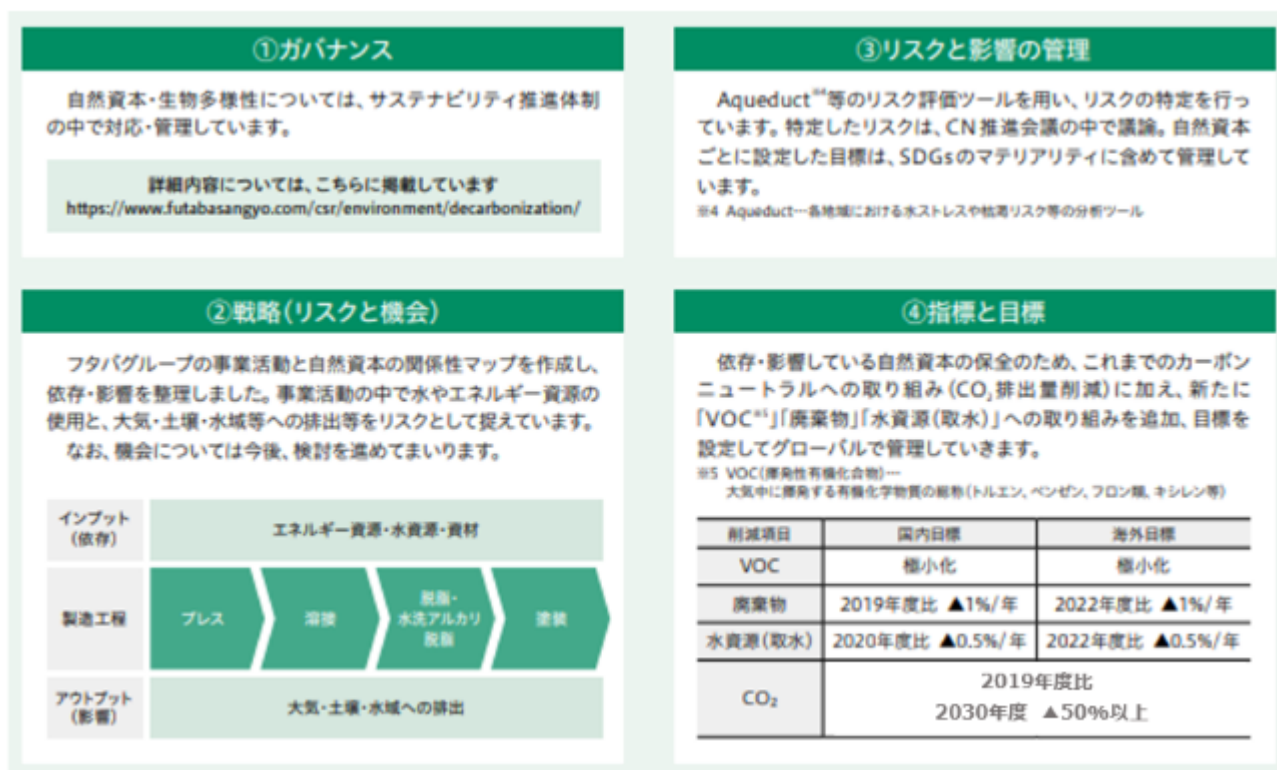 ①ガバナンス
自然資本・生物多様性については、サステナビリティ推進体制
の中で対応・管理しています。
詳細内容については、こちらに掲載しています
https://www.futabasangyo.com/csr/environment/decarbonization/
②戦略(リスクと機会)
フタバグループの事業活動と自然資本の関係性マップを作成し、
依存・影響を整理しました。事業活動の中で水やエネルギー資源の
使用と、大気・土壌・水域等への排出等をリスクとして捉えています。
なお、機会については今後、検討を進めてまいります。
インプット
(依存)
エネルギー資源・水資源・資材
製造工程
プレス
溶接
脱脂・
水洗アルカリ
脱脂
塗装
アウトプット
(影響)
大気・土壌・水域への排出
③リスクと影響の管理
Aqueduct※4等のリスク評価ツールを用い、リスクの特定を行っ
ています。特定したリスクは、CN推進会議の中で議論。自然資本
ごとに設定した目標は、SDGsのマテリアリティに含めて管理して
います。
※4 Aqueduct…各地域における水ストレスや枯渇リスク等の分析ツール
④指標と目標
依存・影響している自然資本の保全のため、これまでのカーボン
ニュートラルへの取り組み(CO₂排出量削減)に加え、新たに
「VOC※5」「廃棄物」「水資源(取水)」への取り組みを追加、目標を
設定してグローバルで管理していきます。
※5 VOC(揮発性有機化合物)…
大気中に揮発する有機化学物質の総称(トルエン、ベンゼン、フロン類、キシレン等)
削減項目 国内目標 海外目標
VOC 極小化 極小化
廃棄物 2019年度比 ▲1%/年 2022年度比 ▲1%/年
水資源(取水) 2020年度比 ▲0.5%/年 2022年度比 ▲0.5%/年
CO₂
2019年度比
2030年度 ▲50%以上